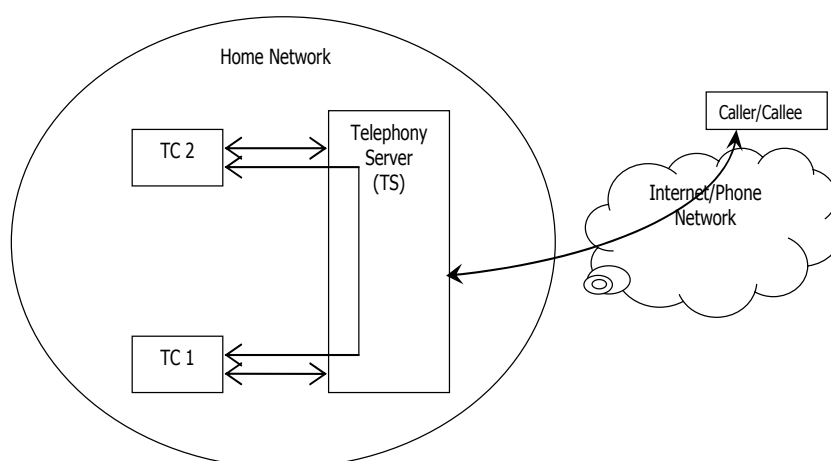 Home Network
Telephony
Server
(TS)
TC 2
TC 1
Caller/Callee
Internet/Phone
Network